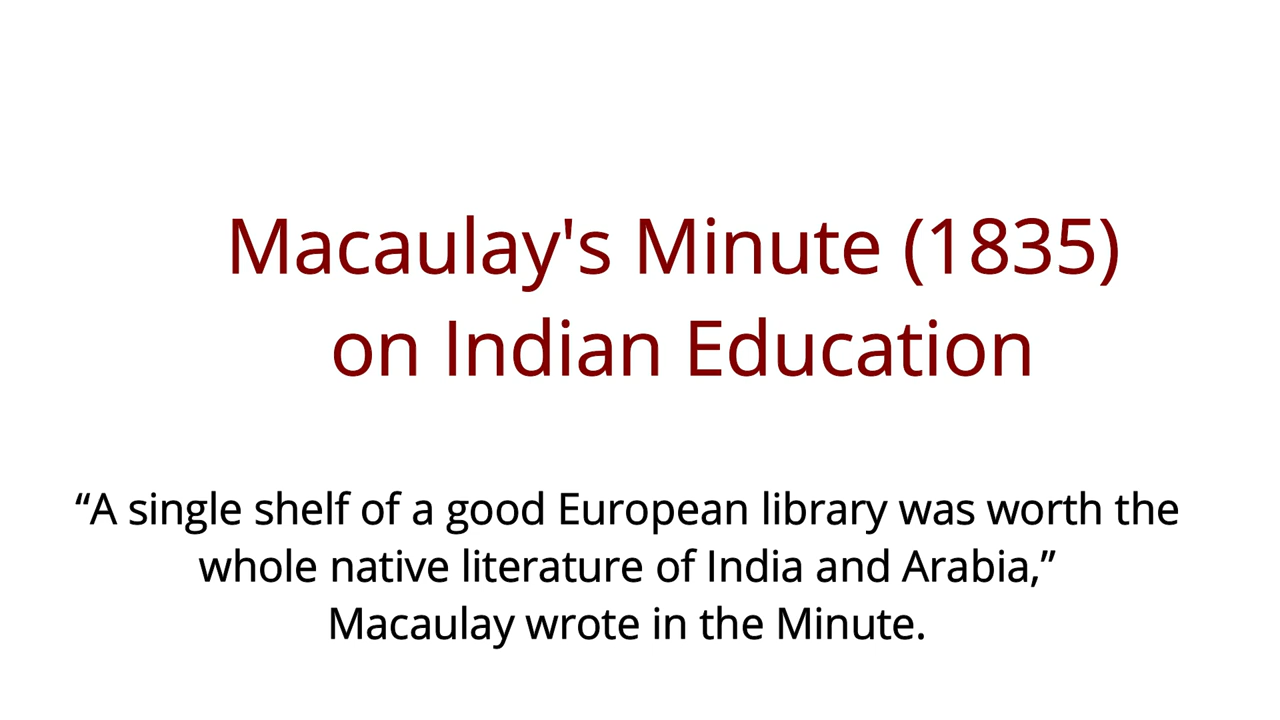 Macaulay's Minute (1835)
on Indian Education
“A single shelf of a good European library was worth the
whole native literature of India and Arabia,”
Macaulay wrote in the Minute.